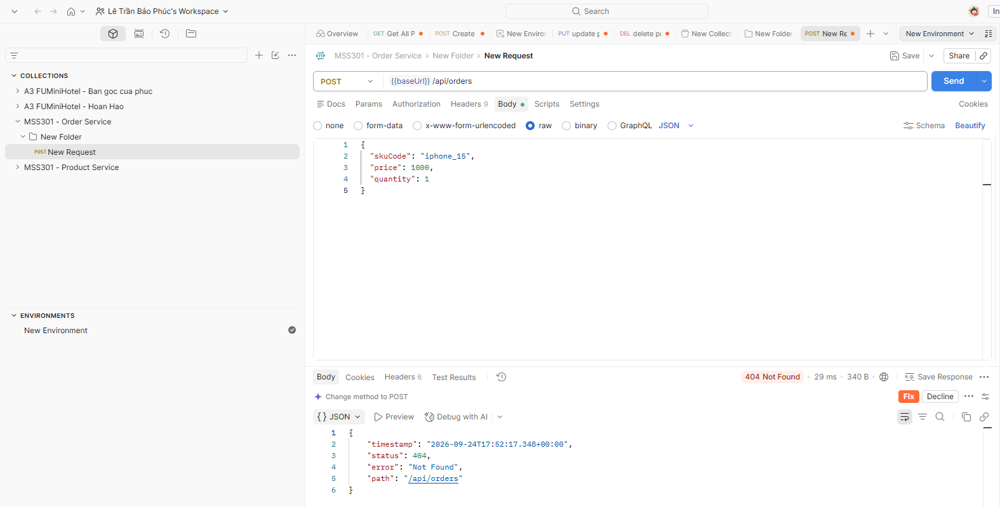 Lê Trần Bảo Phúc's Workspace
Search
In
Overview
GET Get All P
POST Create
New Enviror
PUT update p
DEL delete pr
New Collect
New Folder
POST New Re
New Environment
COLLECTIONS
A3 FUMiniHotel - Ban goc cua phuc
A3 FUMiniHotel - Hoan Hao
MSS301 - Order Service
New Folder
POST New Request
MSS301 - Product Service
ENVIRONMENTS
New Environment
HTTP
MSS301 - Order Service > New Folder > New Request
Save
Share
POST
{{baseUrl}} /api/orders
Send
Docs
Params
Authorization
Headers 9
Body
Scripts
Settings
Cookies
none
form-data
x-www-form-urlencoded
raw
binary
GraphQL
JSON
Schema
Beautify
1 {
2 "skuCode": "iphone_15",
3 "price": 1000,
4 "quantity": 1
5 }
Body
Cookies
Headers 6
Test Results
404 Not Found
29 ms
340 B
e.g. Save Response
Change method to POST
Fix
Decline
{} JSON
Preview
Debug with AI
1 {
2 "timestamp": "2026-09-24T17:52:17.348+00:00",
3 "status": 404,
4 "error": "Not Found",
5 "path": "/api/orders"
6 }